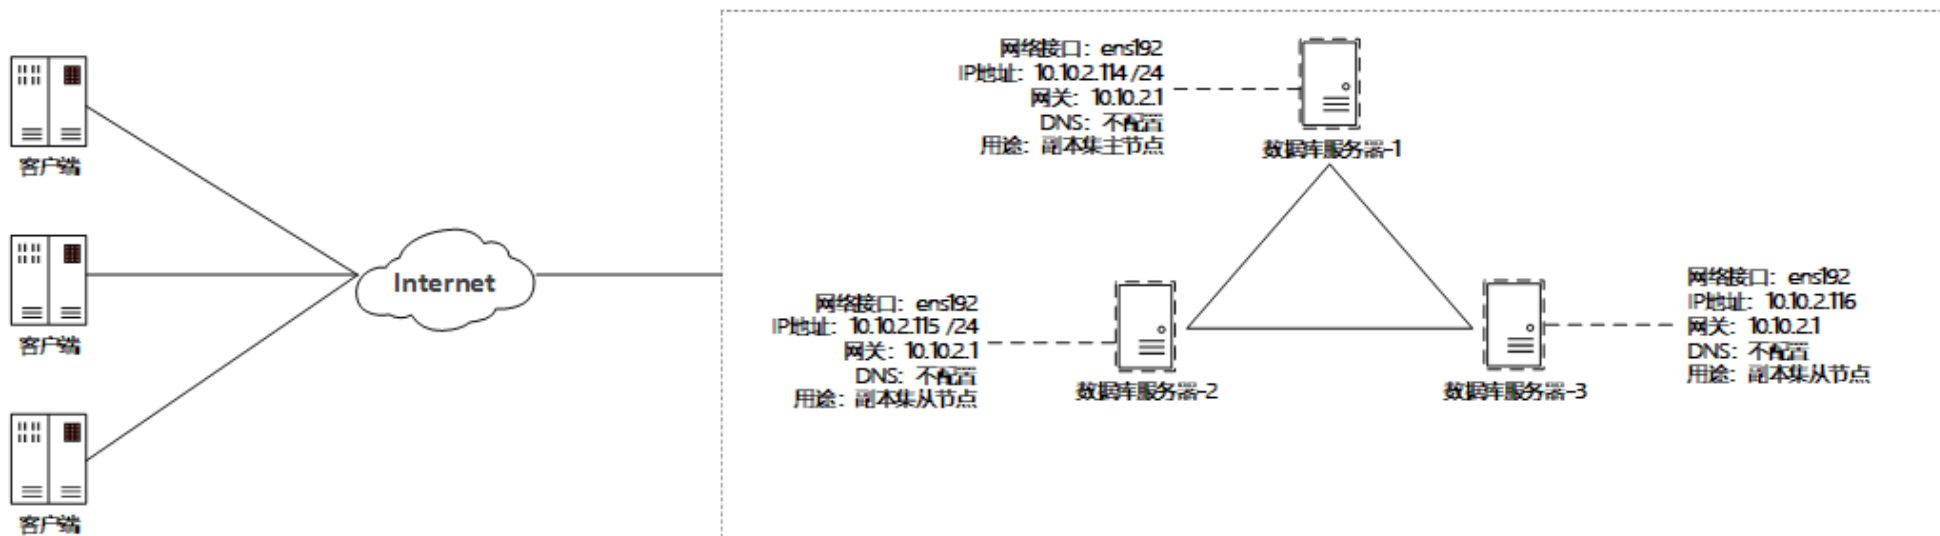 客户端
客户端
客户端
Internet
网络接口：ens192
IP地址：10.10.2.114 /24
网关：10.10.2.1
DNS：不配置
用途：副本集主节点
数据库服务器-1
网络接口：ens192
IP地址：10.10.2.115 /24
网关：10.10.2.1
DNS：不配置
用途：副本集从节点
数据库服务器-2
网络接口：ens192
IP地址：10.10.2.116
网关：10.10.2.1
DNS：不配置
用途：副本集从节点
数据库服务器-3